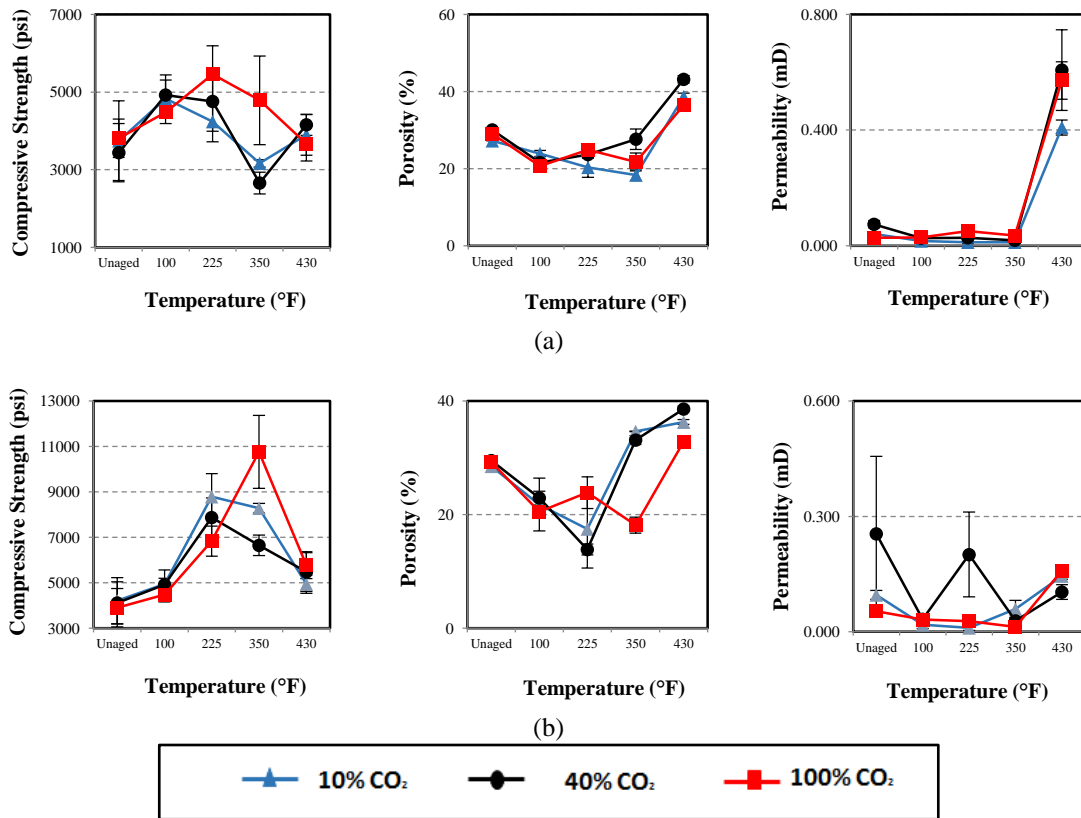 Compressive Strength (psi)
7000
5000
3000
1000
Unaged 100 225 350 430
Temperature (°F)
Porosity (%)
60
40
20
0
Unaged 100 225 350 430
Temperature (°F)
Permeability (mD)
0.800
0.400
0.000
Unaged 100 225 350 430
Temperature (°F)
(a)
Compressive Strength (psi)
13000
11000
9000
7000
5000
3000
Unaged 100 225 350 430
Temperature (°F)
Porosity (%)
40
20
0
Unaged 100 225 350 430
Temperature (°F)
Permeability (mD)
0.600
0.300
0.000
Unaged 100 225 350 430
Temperature (°F)
(b)
10% CO₂ 40% CO₂ 100% CO₂